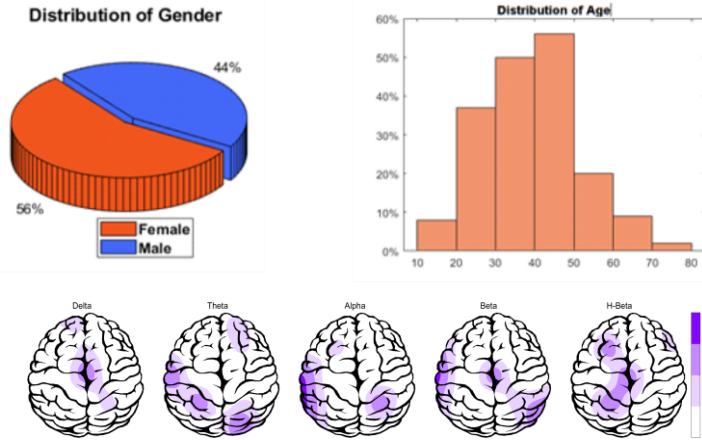 Distribution of Gender
44%
56%
Female
Male
Distribution of Age
60%
50%
40%
30%
20%
10%
0%
10 20 30 40 50 60 70 80
Delta Theta Alpha Beta H-Beta